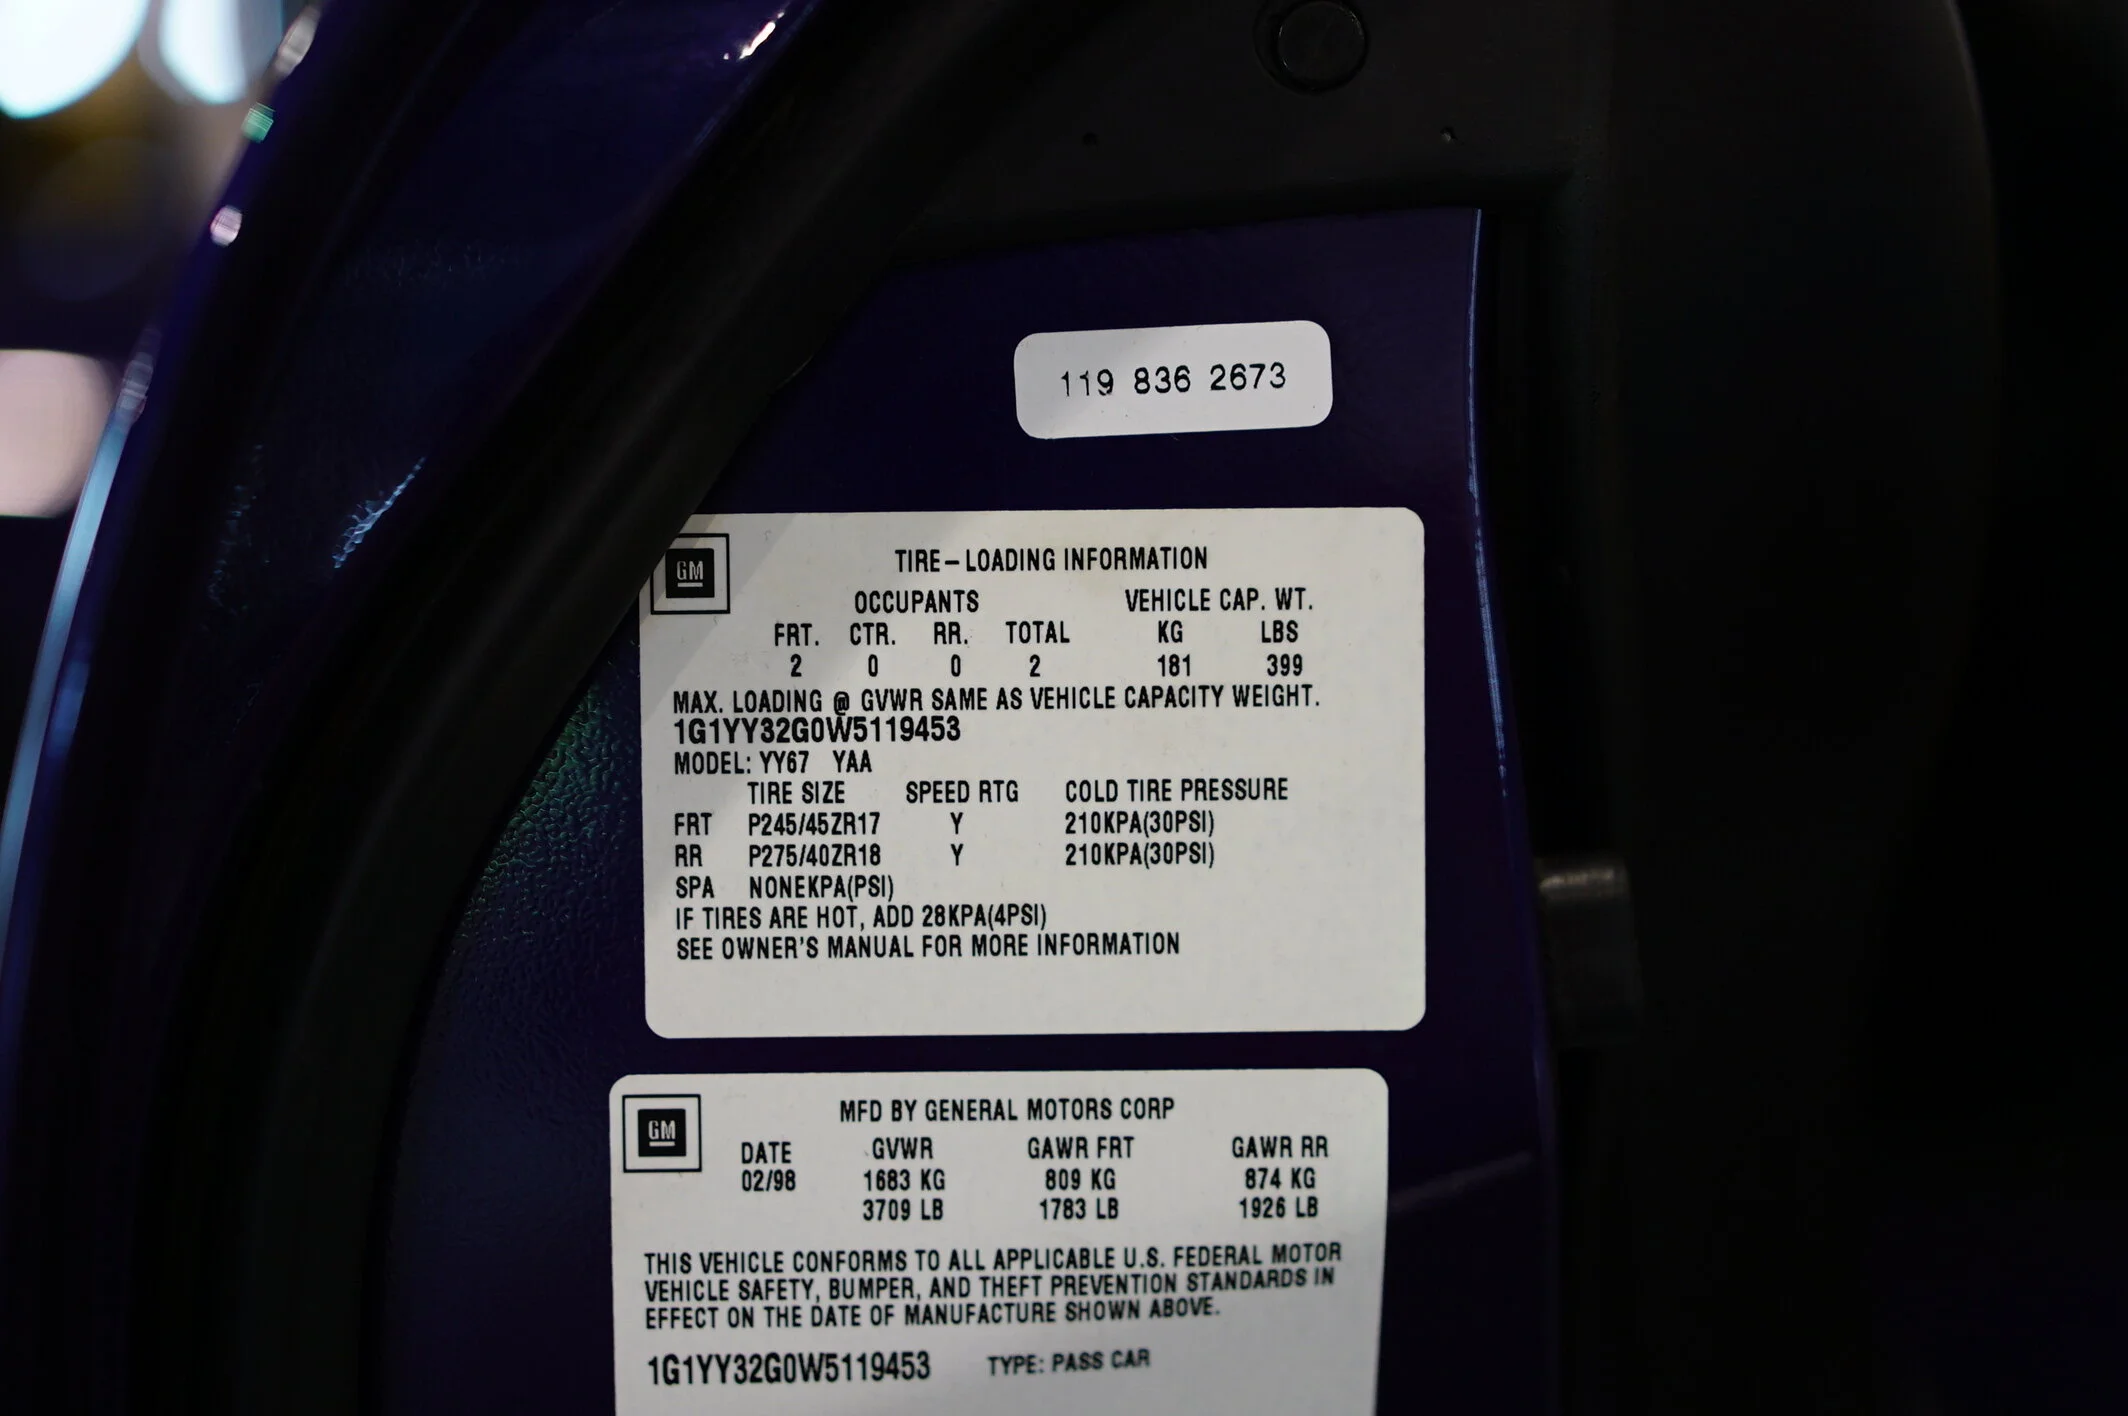 119 836 2673
GM
TIRE-LOADING INFORMATION
OCCUPANTS VEHICLE CAP. WT.
FRT. CTR. RR. TOTAL KG LBS
2 0 0 2 181 399
MAX. LOADING @ GVWR SAME AS VEHICLE CAPACITY WEIGHT.
1G1YY32G0W5119453
MODEL: YY67 YAA
TIRE SIZE SPEED RTG COLD TIRE PRESSURE
FRT P245/45ZR17 Y 210KPA(30PSI)
RR P275/40ZR18 Y 210KPA(30PSI)
SPA NONEKPA(PSI)
IF TIRES ARE HOT, ADD 28KPA(4PSI)
SEE OWNER'S MANUAL FOR MORE INFORMATION
GM
MFD BY GENERAL MOTORS CORP
DATE GVWR GAWR FRT GAWR RR
02/98 1683 KG 809 KG 874 KG
3709 LB 1783 LB 1926 LB
THIS VEHICLE CONFORMS TO ALL APPLICABLE U.S. FEDERAL MOTOR
VEHICLE SAFETY, BUMPER, AND THEFT PREVENTION STANDARDS IN
EFFECT ON THE DATE OF MANUFACTURE SHOWN ABOVE.
1G1YY32G0W5119453 TYPE: PASS CAR